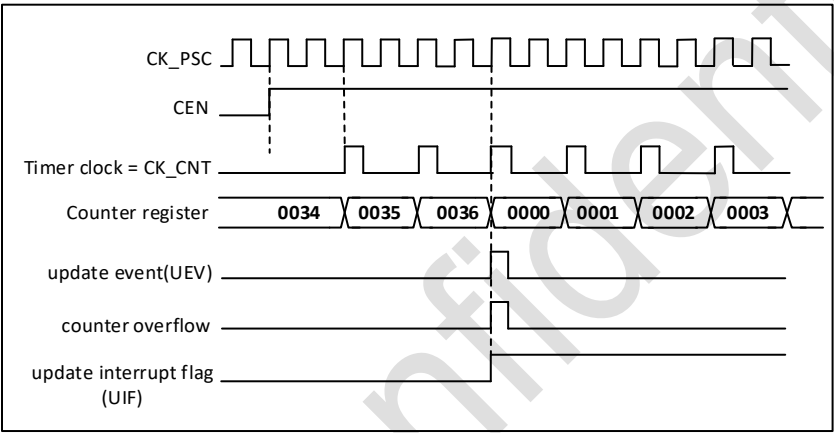 CK_PSC
CEN
Timer clock = CK_CNT
Counter register 0034 0035 0036 0000 0001 0002 0003
update event(UEV)
counter overflow
update interrupt flag
(UIF)